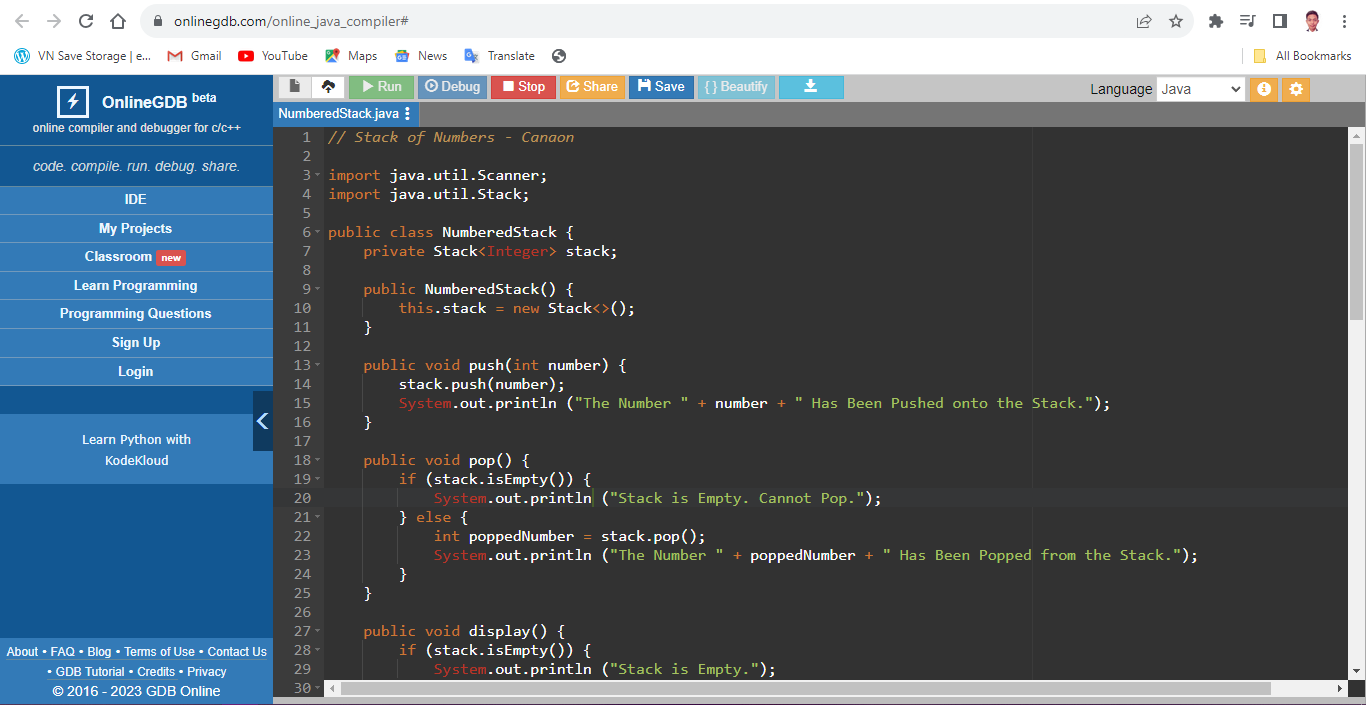 onlinegdb.com/online_java_compiler#
VN Save Storage | e... Gmail YouTube Maps News Translate All Bookmarks
OnlineGDB beta
online compiler and debugger for c/c++
code. compile. run. debug. share.
IDE
My Projects
Classroom new
Learn Programming
Programming Questions
Sign Up
Login
Learn Python with
KodeKloud
About • FAQ • Blog • Terms of Use • Contact Us
• GDB Tutorial • Credits • Privacy
© 2016 - 2023 GDB Online
Run Debug Stop Share Save { } Beautify Language Java
NumberedStack.java
1 // Stack of Numbers - Canaon
2
3 import java.util.Scanner;
4 import java.util.Stack;
5
6 public class NumberedStack {
7     private Stack<Integer> stack;
8
9     public NumberedStack() {
10         this.stack = new Stack<>();
11     }
12
13     public void push(int number) {
14         stack.push(number);
15         System.out.println ("The Number " + number + " Has Been Pushed onto the Stack.");
16     }
17
18     public void pop() {
19         if (stack.isEmpty()) {
20             System.out.println ("Stack is Empty. Cannot Pop.");
21         } else {
22             int poppedNumber = stack.pop();
23             System.out.println ("The Number " + poppedNumber + " Has Been Popped from the Stack.");
24         }
25     }
26
27     public void display() {
28         if (stack.isEmpty()) {
29             System.out.println ("Stack is Empty.");
30